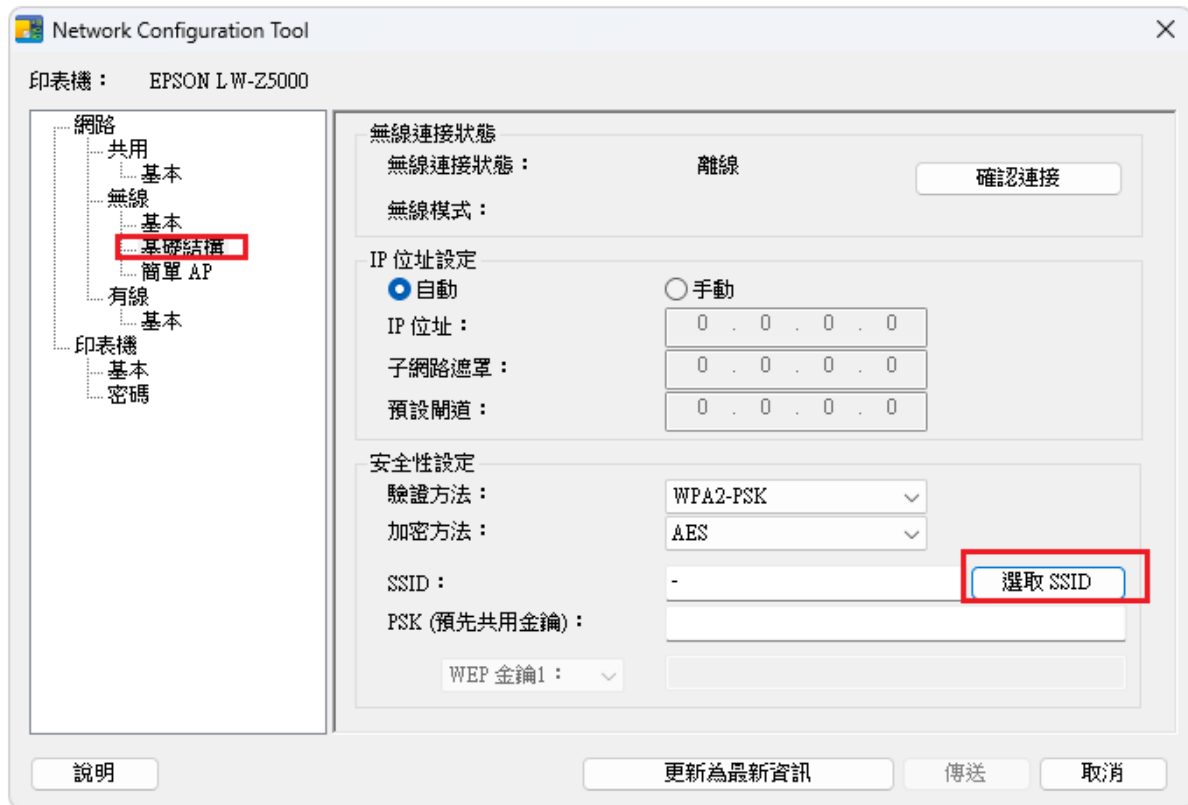 Network Configuration Tool
印表機： EPSON LW-Z5000
網路
共用
基本
無線
基本
基礎結構
簡單 AP
有線
基本
印表機
基本
密碼
無線連接狀態
無線連接狀態： 離線 確認連接
無線模式：
IP 位址設定
自動 手動
IP 位址： 0 . 0 . 0 . 0
子網路遮罩： 0 . 0 . 0 . 0
預設閘道： 0 . 0 . 0 . 0
安全性設定
驗證方法： WPA2-PSK
加密方法： AES
SSID： - 選取 SSID
PSK (預先共用金鑰)：
WEP 金鑰1：
說明 更新為最新資訊 傳送 取消